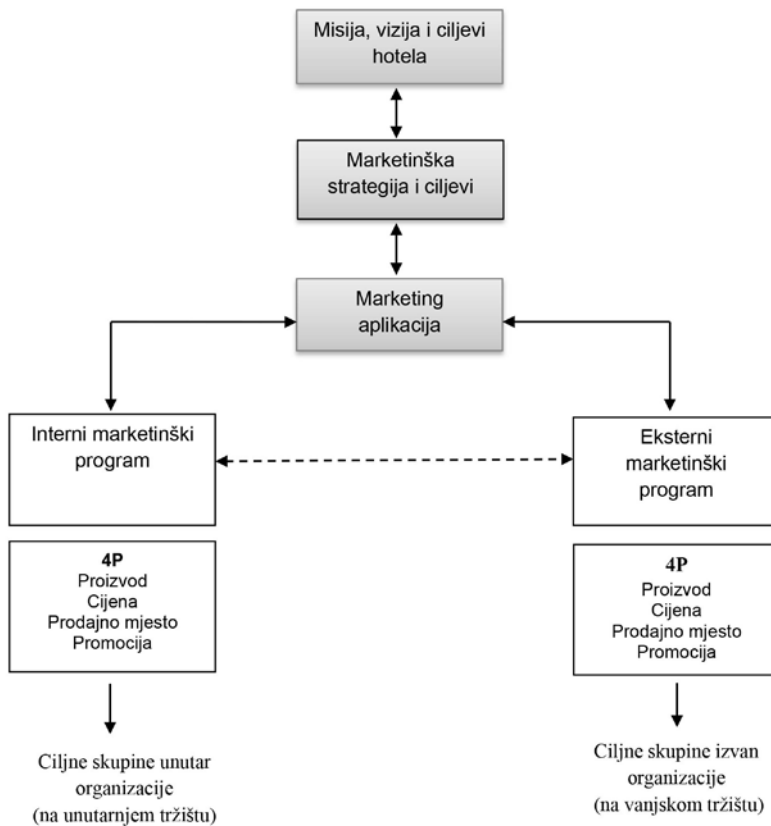 Misija, vizija i ciljevi
hotela
Marketinška
strategija i ciljevi
Marketing
aplikacija
Interni marketinški
program
Eksterni
marketinški
program
4P
Proizvod
Cijena
Prodajno mjesto
Promocija
4P
Proizvod
Cijena
Prodajno mjesto
Promocija
Ciljne skupine unutar
organizacije
(na unutarnjem tržištu)
Ciljne skupine izvan
organizacije
(na vanjskom tržištu)